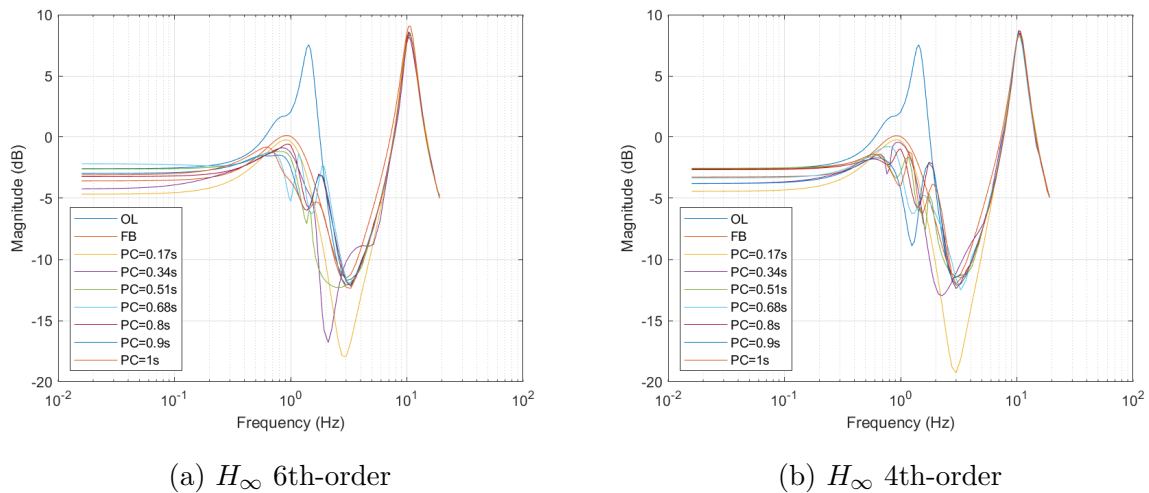 10
5
0
-5
-10
-15
-20
Magnitude (dB)
OL
FB
PC=0.17s
PC=0.34s
PC=0.51s
PC=0.68s
PC=0.8s
PC=0.9s
PC=1s
10^-2 10^-1 10^0 10^1 10^2
Frequency (Hz)
(a) H∞ 6th-order
10
5
0
-5
-10
-15
-20
Magnitude (dB)
OL
FB
PC=0.17s
PC=0.34s
PC=0.51s
PC=0.68s
PC=0.8s
PC=0.9s
PC=1s
10^-2 10^-1 10^0 10^1 10^2
Frequency (Hz)
(b) H∞ 4th-order